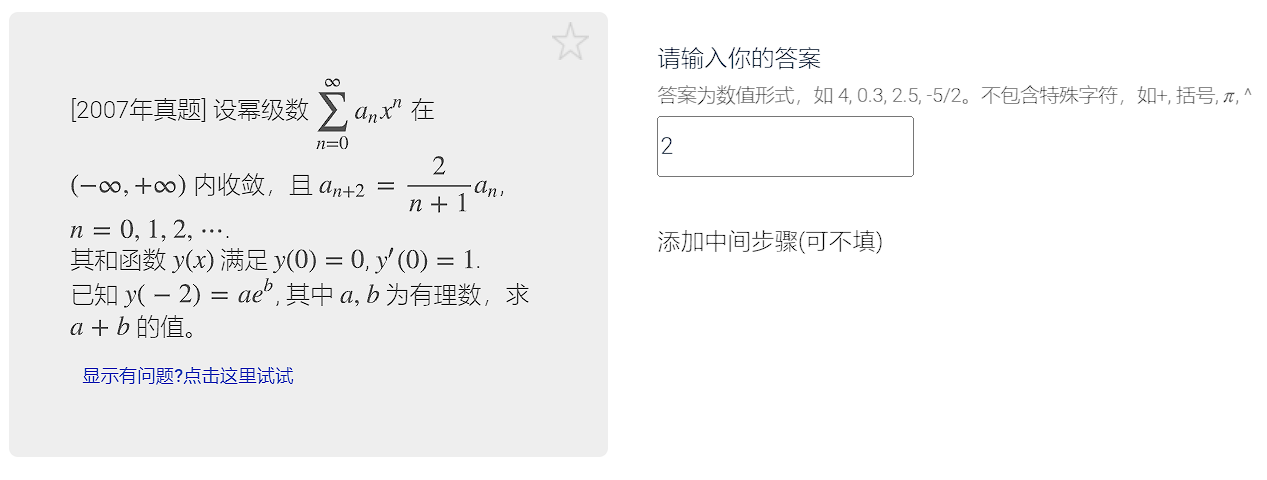 [2007年真题] 设幂级数 $\sum_{n=0}^{\infty} a_n x^n$ 在
$(-\infty, +\infty)$ 内收敛，且 $a_{n+2} = \frac{2}{n+1} a_n$,
$n = 0, 1, 2, \cdots$.
其和函数 $y(x)$ 满足 $y(0) = 0, y'(0) = 1$.
已知 $y(-2) = ae^b$, 其中 $a, b$ 为有理数，求
$a + b$ 的值。
显示有问题?点击这里试试
请输入你的答案
答案为数值形式，如 4, 0.3, 2.5, -5/2。不包含特殊字符，如+, 括号, π, ^
2
添加中间步骤(可不填)